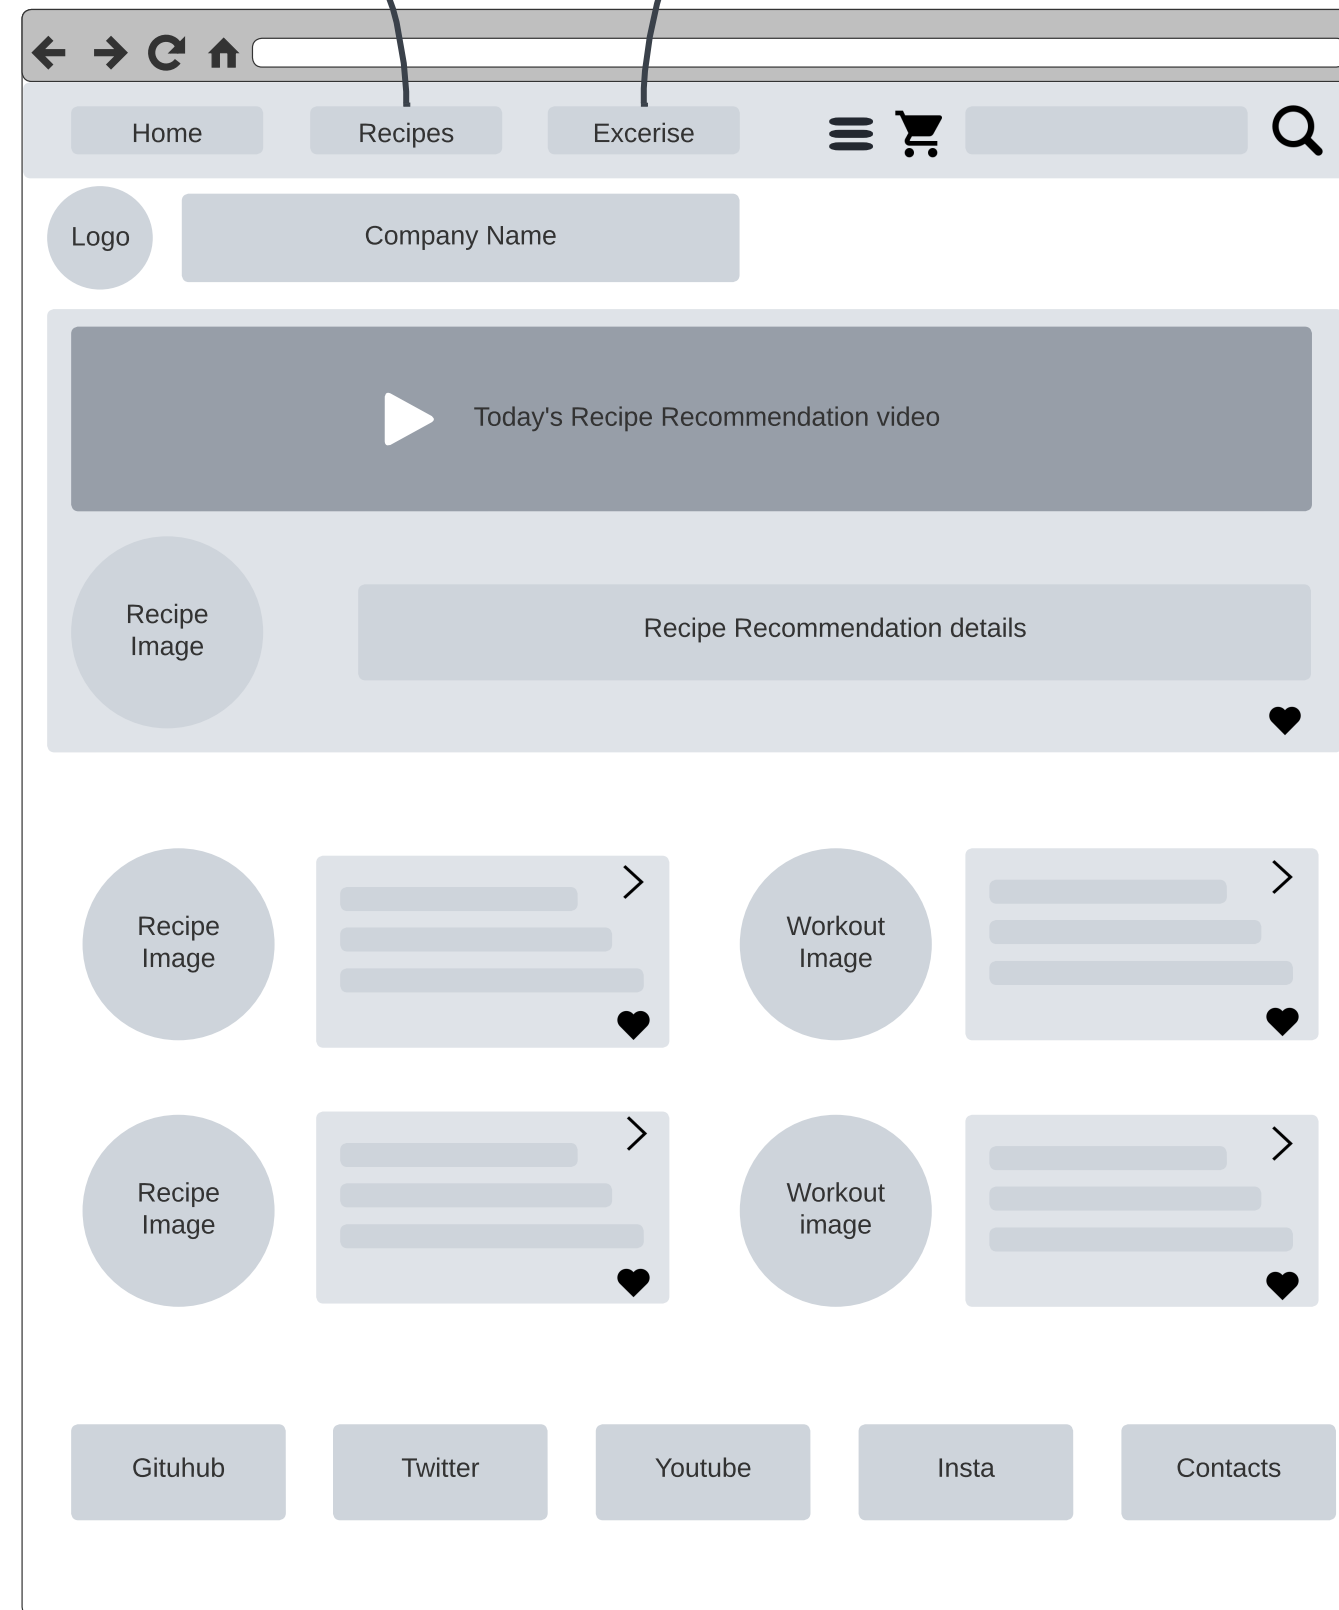 Home
Recipes
Excerise
Logo
Company Name
Today's Recipe Recommendation video
Recipe
Image
Recipe Recommendation details
Recipe
Image
Workout
Image
Recipe
Image
Workout
image
Gituhub
Twitter
Youtube
Insta
Contacts